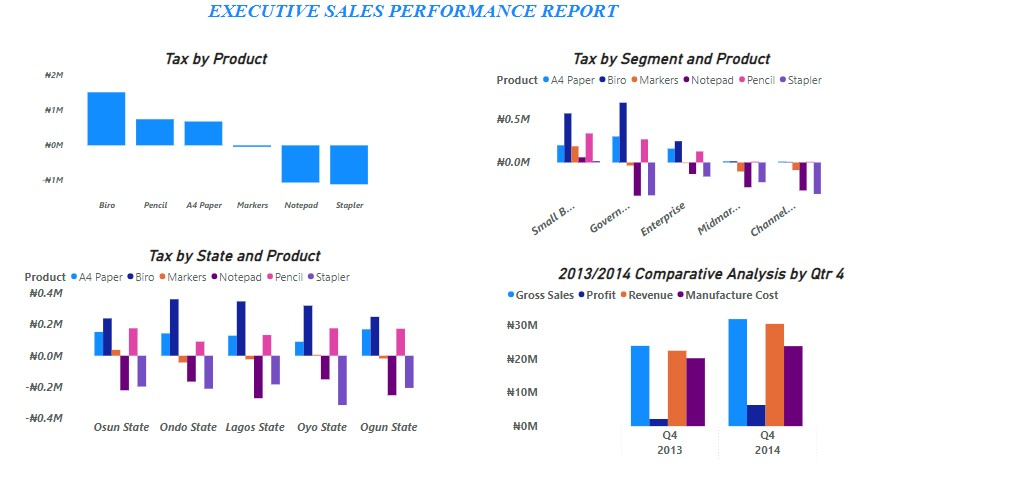 EXECUTIVE SALES PERFORMANCE REPORT
Tax by Product
₦2M
₦1M
₦0M
-₦1M
Biro Pencil A4 Paper Markers Notepad Stapler
Tax by Segment and Product
Product A4 Paper Biro Markers Notepad Pencil Stapler
₦0.5M
₦0.0M
Small B... Govern... Enterprise Midmar... Channel...
Tax by State and Product
Product A4 Paper Biro Markers Notepad Pencil Stapler
₦0.4M
₦0.2M
₦0.0M
-₦0.2M
-₦0.4M
Osun State Ondo State Lagos State Oyo State Ogun State
2013/2014 Comparative Analysis by Qtr 4
Gross Sales Profit Revenue Manufacture Cost
₦30M
₦20M
₦10M
₦0M
Q4 Q4
2013 2014